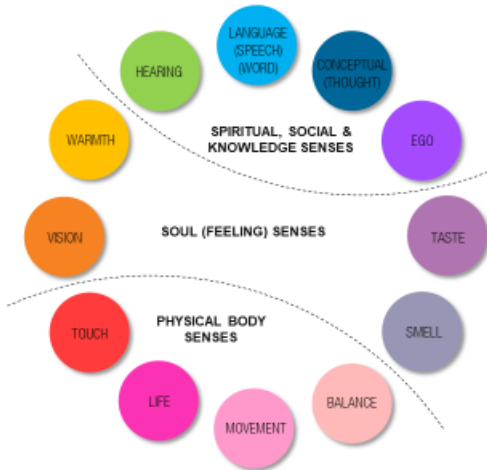 LANGUAGE
(SPEECH)
(WORD)
CONCEPTUAL
(THOUGHT)
HEARING
SPIRITUAL, SOCIAL &
KNOWLEDGE SENSES
WARMTH
EGO
VISION
SOUL (FEELING) SENSES
TASTE
TOUCH
PHYSICAL BODY
SENSES
SMELL
LIFE
BALANCE
MOVEMENT